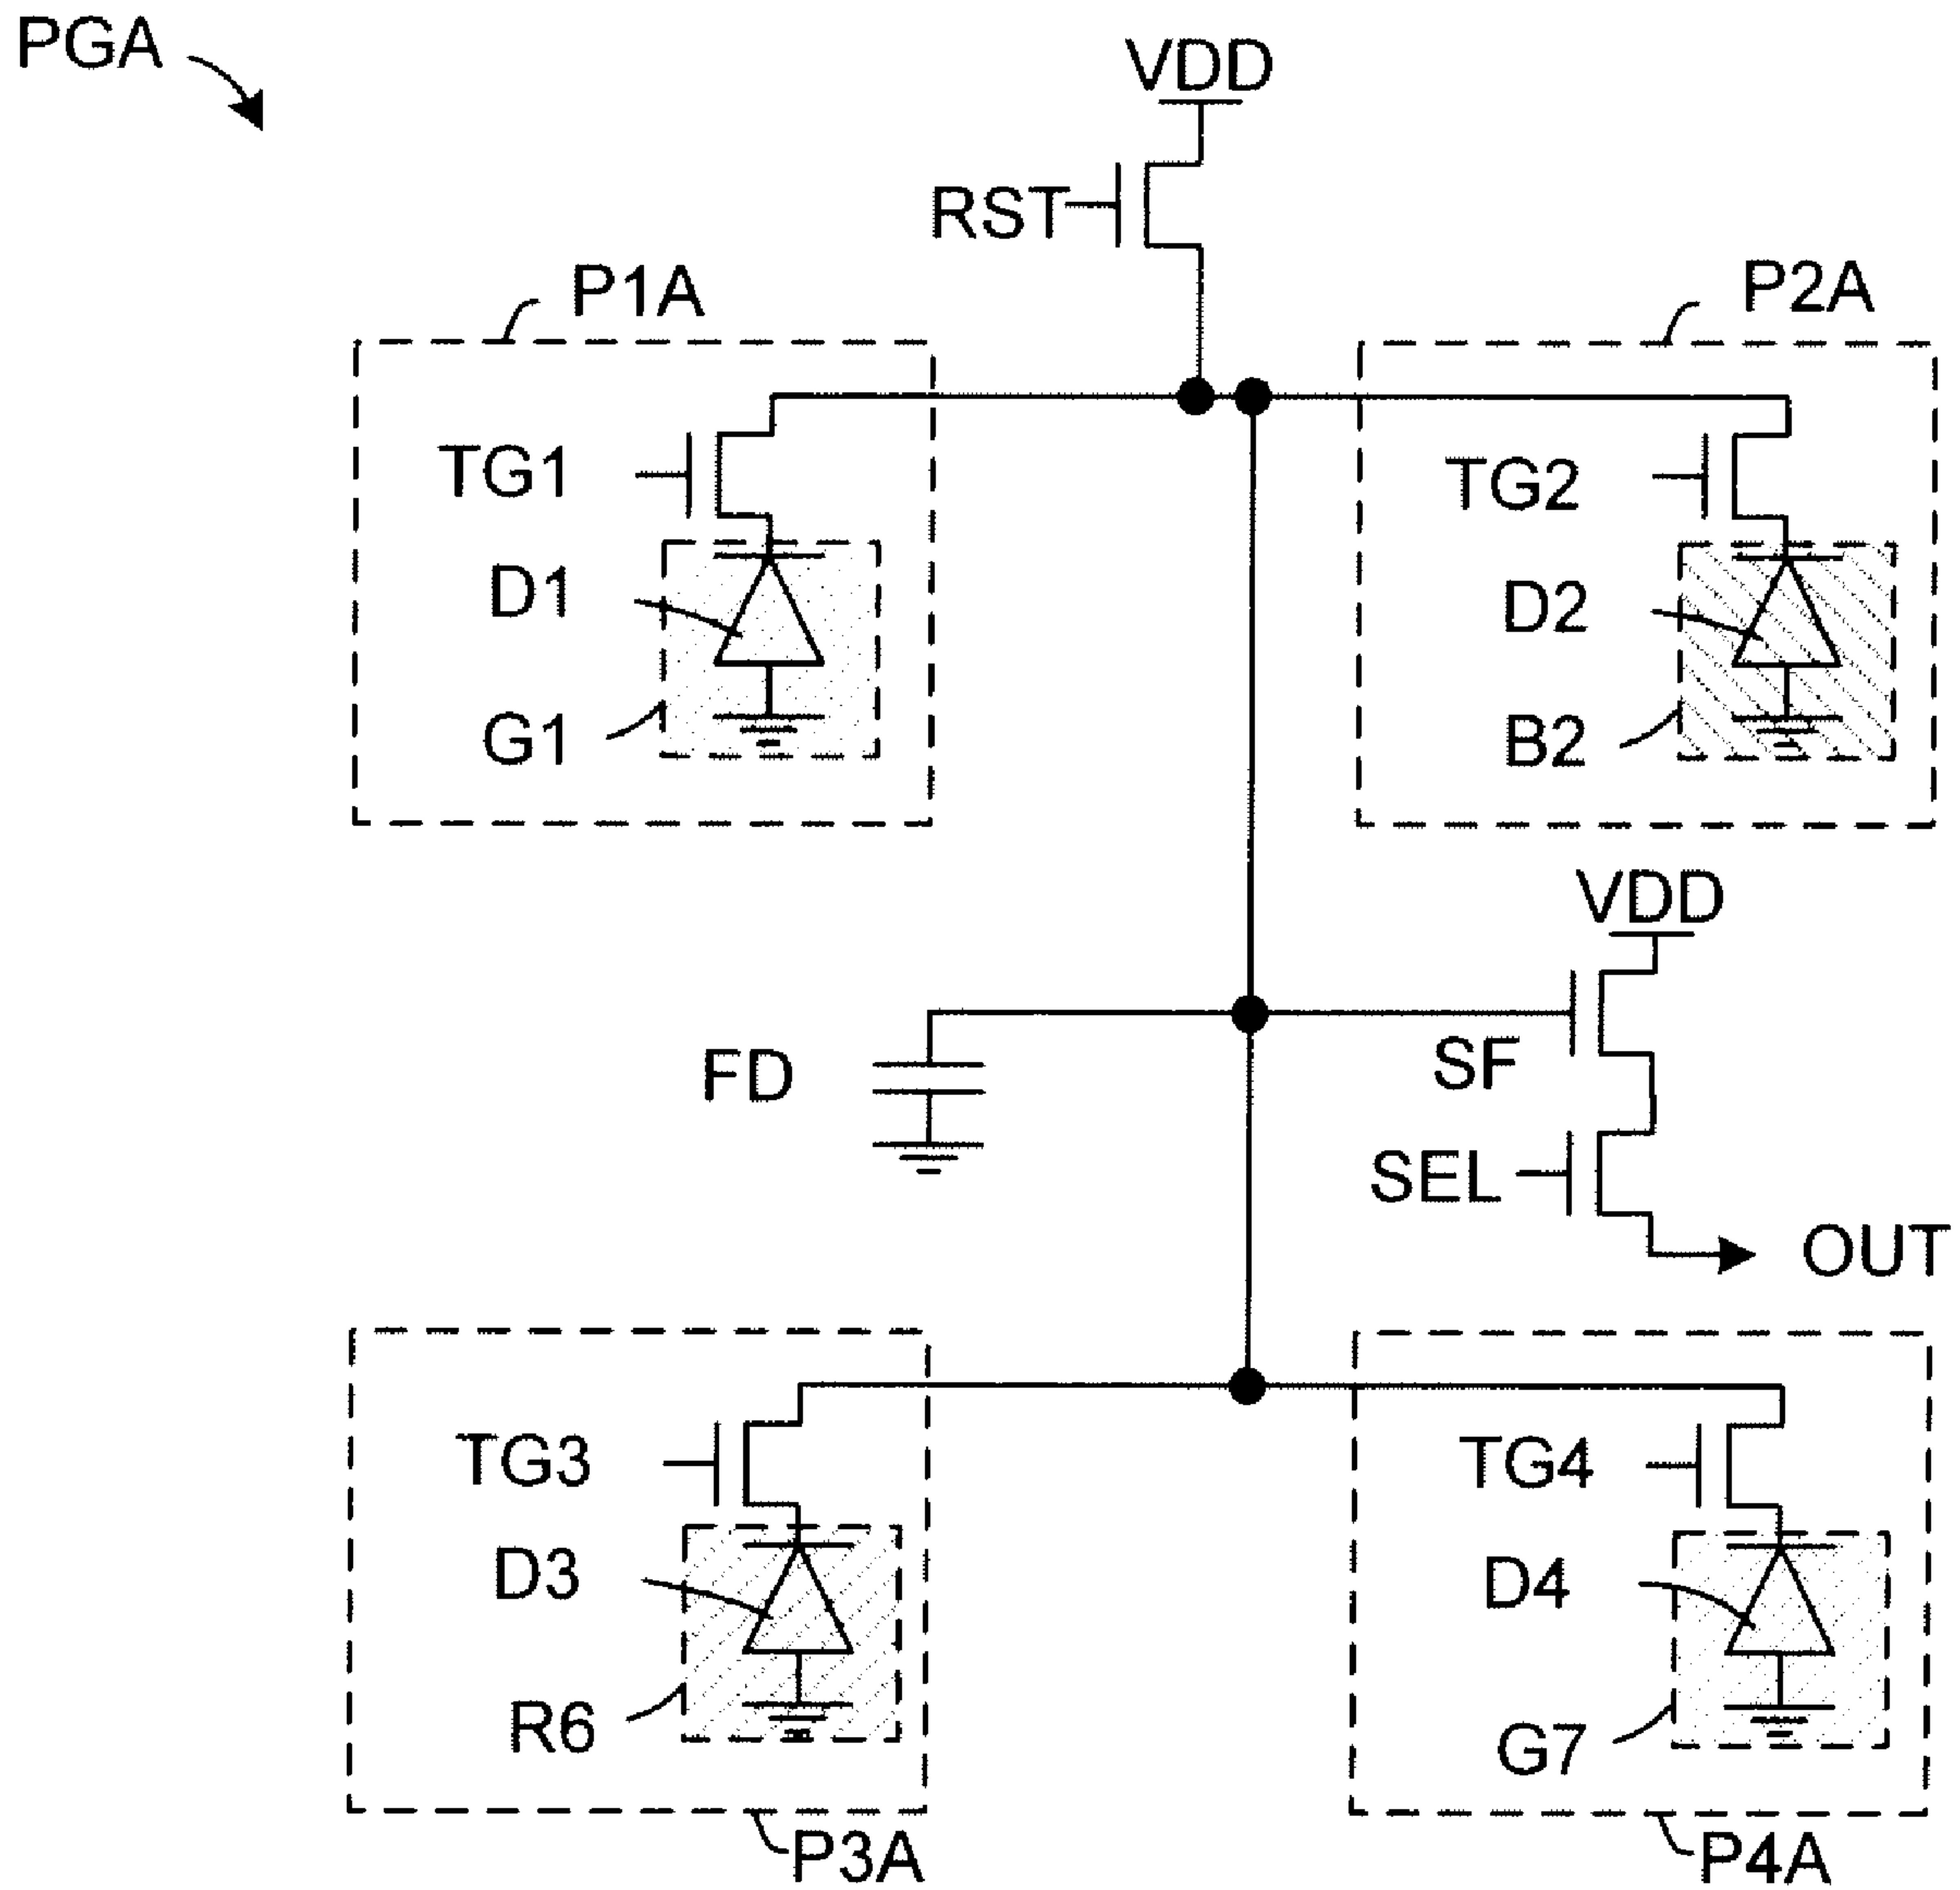 PGA
VDD
RST
P1A
P2A
TG1
TG2
D1
D2
G1
B2
VDD
FD
SF
SEL
OUT
TG3
TG4
D3
D4
R6
G7
P3A
P4A